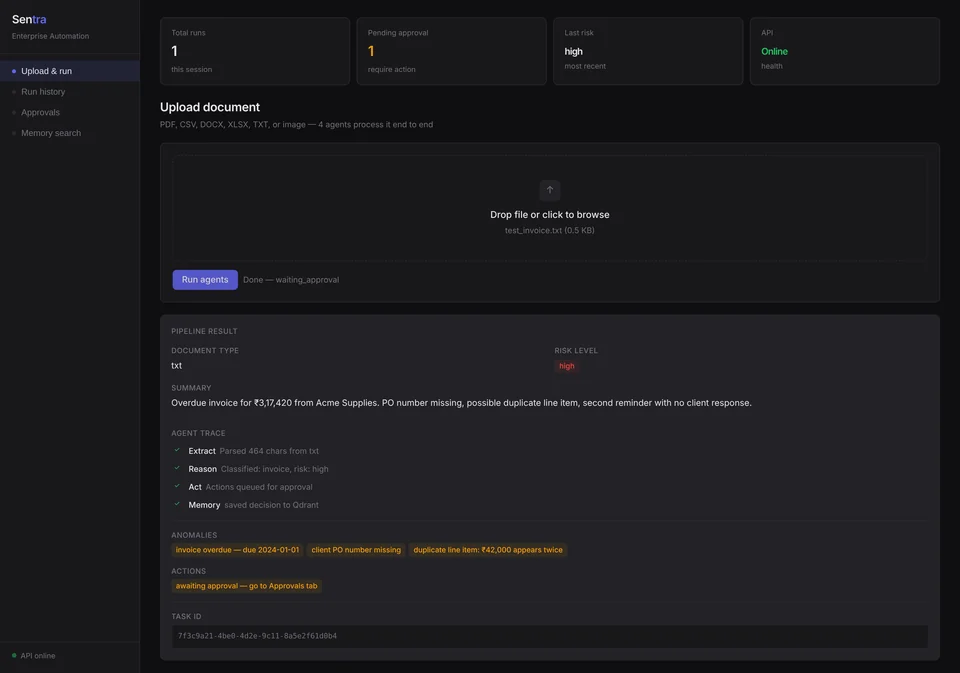 Sentra
Enterprise Automation
Upload & run
Run history
Approvals
Memory search
API online
Total runs
1
this session
Pending approval
1
require action
Last risk
high
most recent
API
Online
health
Upload document
PDF, CSV, DOCX, XLSX, TXT, or image — 4 agents process it end to end
↑
Drop file or click to browse
test_invoice.txt (0.5 KB)
Run agents Done — waiting_approval
PIPELINE RESULT
DOCUMENT TYPE
txt
RISK LEVEL
high
SUMMARY
Overdue invoice for ₹3,17,420 from Acme Supplies. PO number missing, possible duplicate line item, second reminder with no client response.
AGENT TRACE
✓ Extract Parsed 464 chars from txt
✓ Reason Classified: invoice, risk: high
✓ Act Actions queued for approval
✓ Memory saved decision to Qdrant
ANOMALIES
invoice overdue — due 2024-01-01 client PO number missing duplicate line item: ₹42,000 appears twice
ACTIONS
awaiting approval — go to Approvals tab
TASK ID
7f3c9a21-4be0-4d2e-9c11-8a5e2f61d0b4